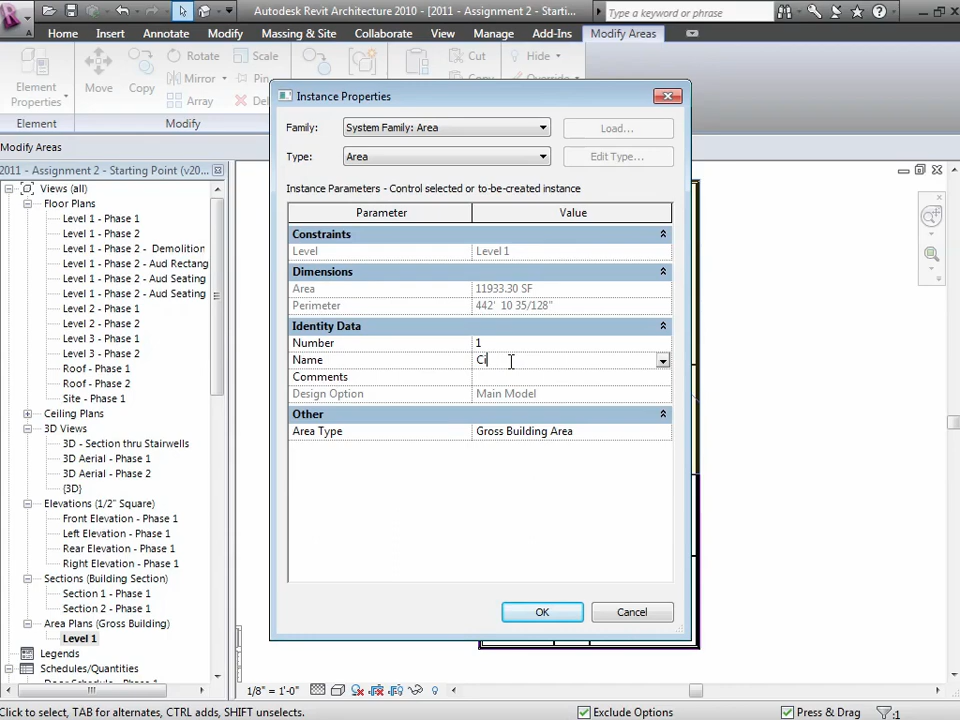 Autodesk Revit Architecture 2010 - [2011 - Assignment 2 - Starti...
Type a keyword or phrase
Home
Insert
Annotate
Modify
Massing & Site
Collaborate
View
Manage
Add-Ins
Modify Areas
Element
Properties
Move
Copy
Rotate
Mirror
Array
Scale
Cut
Hide
Element
Modify
Modify Areas
2011 - Assignment 2 - Starting Point (v20...
Views (all)
Floor Plans
Level 1 - Phase 1
Level 1 - Phase 2
Level 1 - Phase 2 - Demolition
Level 1 - Phase 2 - Aud Rectang
Level 1 - Phase 2 - Aud Seating
Level 1 - Phase 2 - Aud Seating
Level 2 - Phase 1
Level 2 - Phase 2
Level 3 - Phase 1
Level 3 - Phase 2
Roof - Phase 1
Roof - Phase 2
Site - Phase 1
Ceiling Plans
3D Views
3D - Section thru Stairwells
3D Aerial - Phase 1
3D Aerial - Phase 2
{3D}
Elevations (1/2" Square)
Front Elevation - Phase 1
Left Elevation - Phase 1
Rear Elevation - Phase 1
Right Elevation - Phase 1
Sections (Building Section)
Section 1 - Phase 1
Section 2 - Phase 1
Area Plans (Gross Building)
Level 1
Legends
Schedules/Quantities
Instance Properties
Family:
System Family: Area
Load...
Type:
Area
Edit Type...
Instance Parameters - Control selected or to-be-created instance
Parameter
Value
Constraints
Level
Level 1
Dimensions
Area
11933.30 SF
Perimeter
442' 10 35/128"
Identity Data
Number
1
Name
Ci
Comments
Design Option
Main Model
Other
Area Type
Gross Building Area
OK
Cancel
1/8" = 1'-0"
Click to select, TAB for alternates, CTRL adds, SHIFT unselects.
Exclude Options
Press & Drag
:1